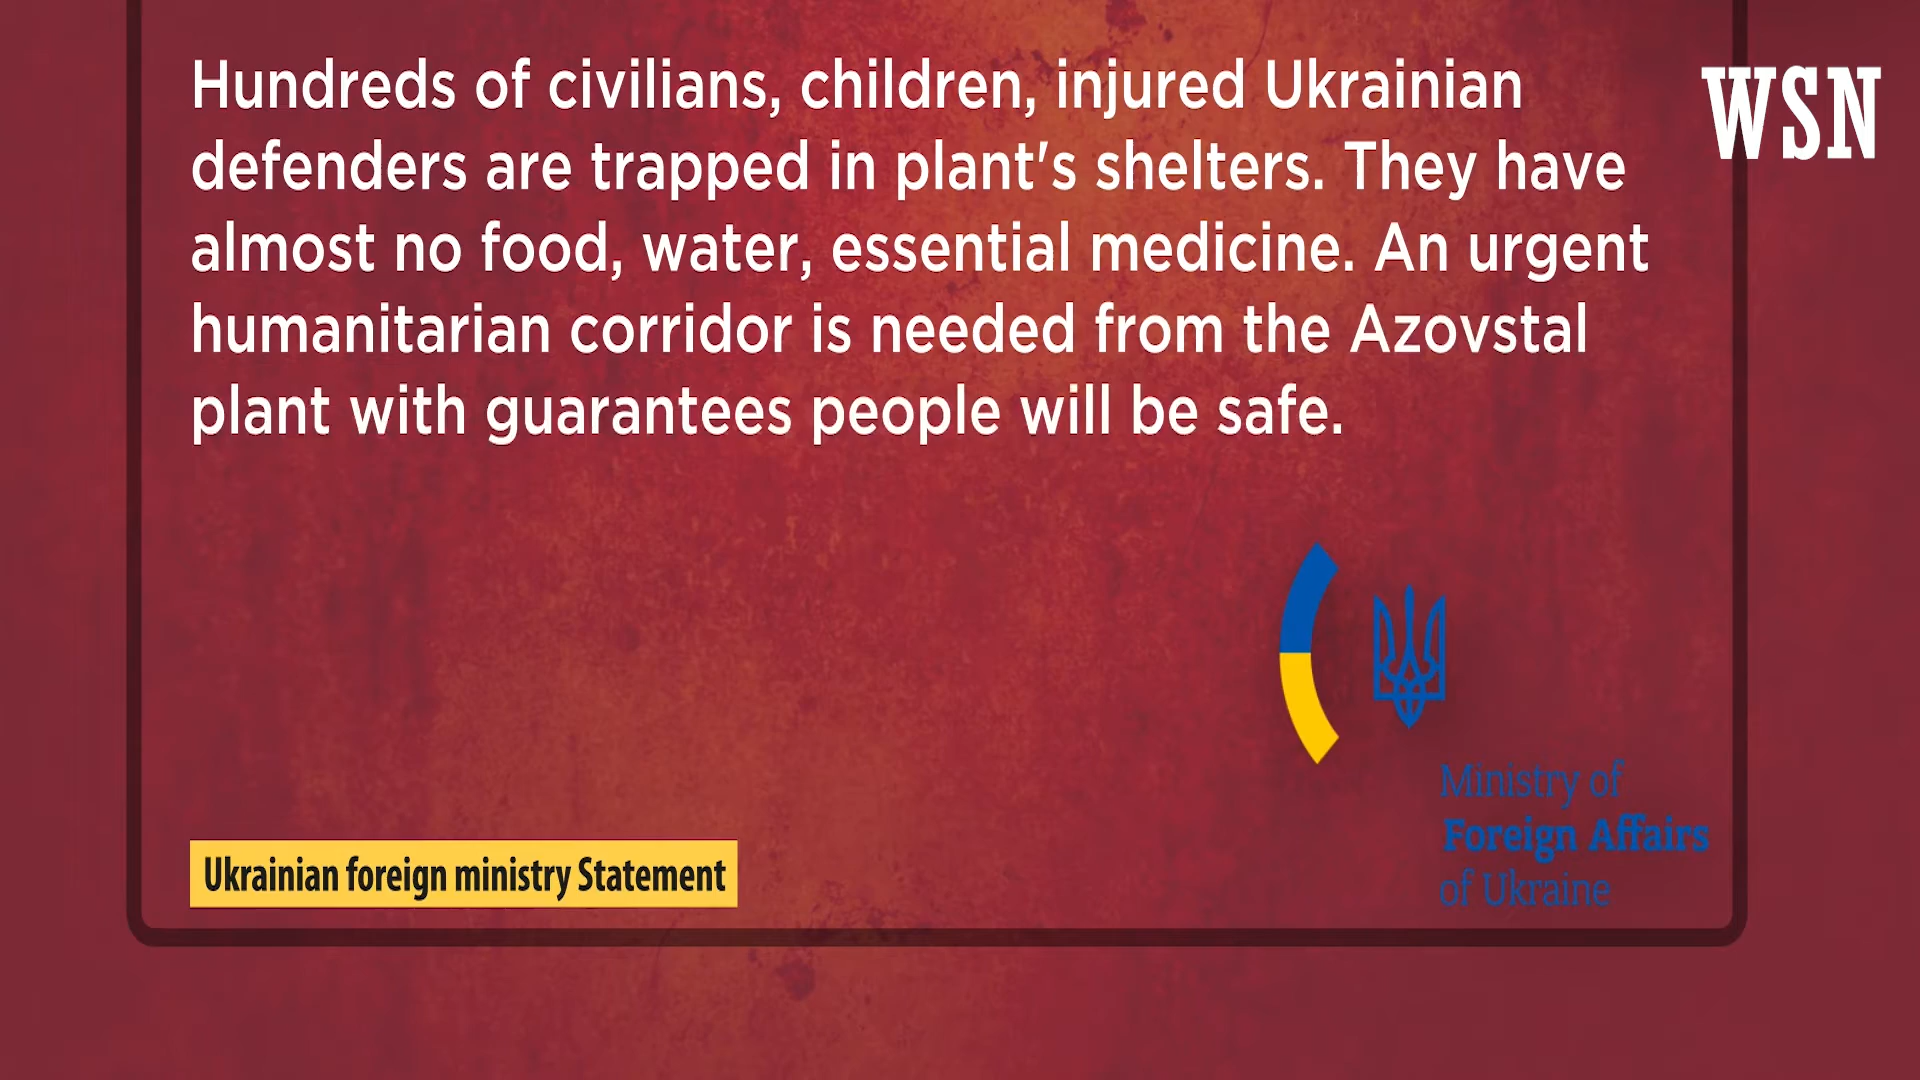 Hundreds of civilians, children, injured Ukrainian
defenders are trapped in plant's shelters. They have
almost no food, water, essential medicine. An urgent
humanitarian corridor is needed from the Azovstal
plant with guarantees people will be safe.
WSN
Ministry of
Foreign Affairs
of Ukraine
Ukrainian foreign ministry Statement